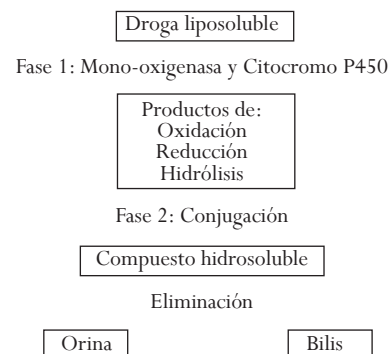 Droga liposoluble
Fase 1: Mono-oxigenasa y Citocromo P450
Productos de:
Oxidación
Reducción
Hidrólisis
Fase 2: Conjugación
Compuesto hidrosoluble
Eliminación
Orina
Bilis